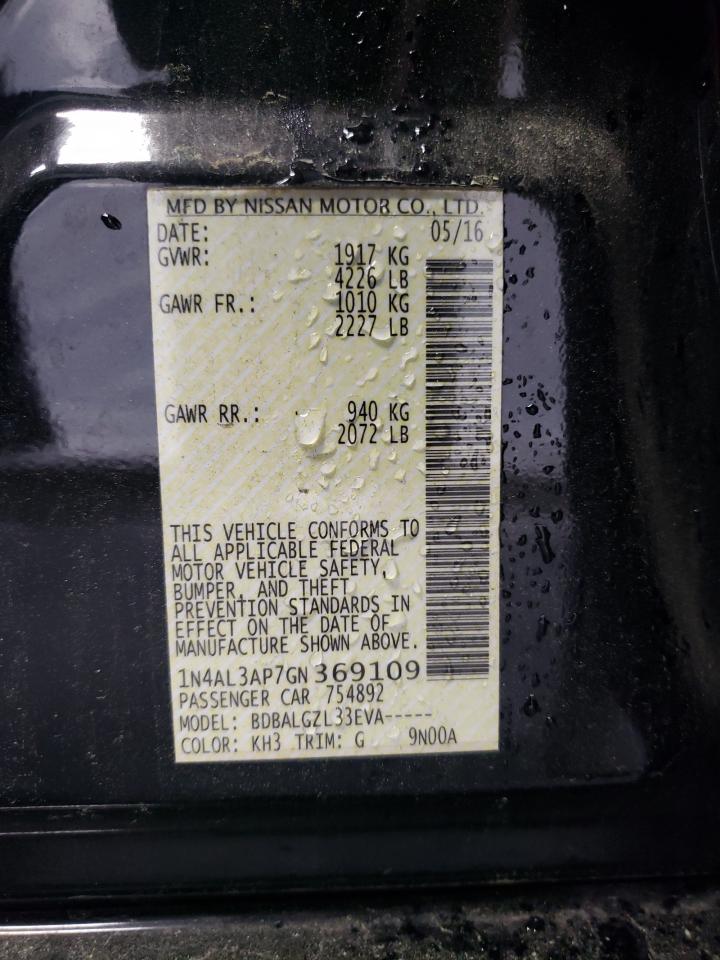 MFD BY NISSAN MOTOR CO., LTD.
DATE: 05/16
GVWR: 1917 KG
4226 LB
GAWR FR.: 1010 KG
2227 LB
GAWR RR.: 940 KG
2072 LB
THIS VEHICLE CONFORMS TO
ALL APPLICABLE FEDERAL
MOTOR VEHICLE SAFETY,
BUMPER, AND THEFT
PREVENTION STANDARDS IN
EFFECT ON THE DATE OF
MANUFACTURE SHOWN ABOVE.
1N4AL3AP7GN 369109
PASSENGER CAR 754892
MODEL: BDBALGZL33EVA-----
COLOR: KH3 TRIM: G 9N00A